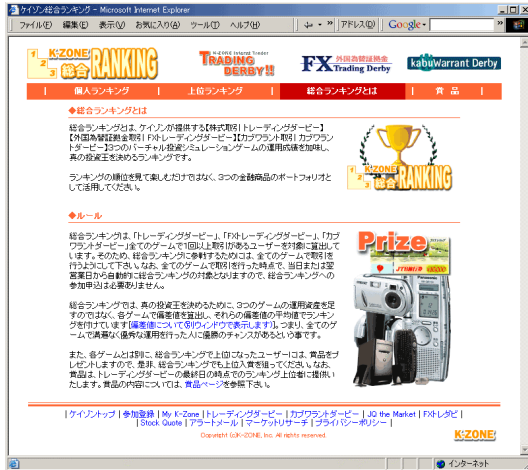 ケイゾン総合ランキング - Microsoft Internet Explorer
ファイル(F) 編集(E) 表示(V) お気に入り(A) ツール(T) ヘルプ(H) » アドレス(D) Google »
1 2 3 K-ZONE 総合 RANKING
K-ZONE Internet Trader TRADING DERBY!!
FX 外国為替証拠金 Trading Derby
kabuWarrant Derby
個人ランキング | 上位ランキング | 総合ランキングとは | 賞 品 |
◆総合ランキングとは
総合ランキングとは、ケイゾンが提供する【株式取引|トレーディングダービー】
【外国為替証拠金取引|FXトレーディングダービー】【カブワラント取引|カブワラン
トダービー】3つのバーチャル投資シミュレーションゲームの運用成績を加味し、
真の投資王を決めるランキングです。
ランキングの順位を見て楽しむだけではなく、3つの金融商品のポートフォリオと
して活用してください。
1 2 3 K-ZONE 総合 RANKING
◆ルール
総合ランキングは、「トレーディングダービー」、「FXトレーディングダービー」、「カブ
ワラントダービー」全てのゲームで1回以上取引があるユーザーを対象に算出して
います。そのため、総合ランキングに参戦するためには、全てのゲームで取引を
行うようにして下さい。なお、全てのゲームで取引を行った時点で、当日または翌
営業日から自動的に総合ランキングの対象となりますので、総合ランキングへの
参加申込は必要ありません。
総合ランキングでは、真の投資王を決めるために、3つのゲームの運用資産を足
すのではなく、各ゲームで偏差値を算出し、それらの偏差値の平均値でランキン
グを付けています[偏差値について(別ウィンドウで表示します)]。つまり、全てのゲー
ムで満遍なく優秀な運用を行った人に優勝のチャンスがあるという事です。
また、各ゲームとは別に、総合ランキングで上位になったユーザーには、賞品をプ
レゼントしますので、是非、総合ランキングでも上位入賞を狙ってください。なお、
賞品は、トレーディングダービーの最終日の時点でのランキング上位者に提供い
たします。賞品の内容については、賞品ページを参照下さい。
Prize
|ケイゾントップ|参加登録|My K-Zone|トレーディングダービー|カブワラントダービー|JQ the Market|FXトレダビ|
|Stock Quote|アラートメール|マーケットリサーチ|プライバシーポリシー|
Copyright (c)K-ZONE, Inc. All rights reserved.
K-ZONE
インターネット